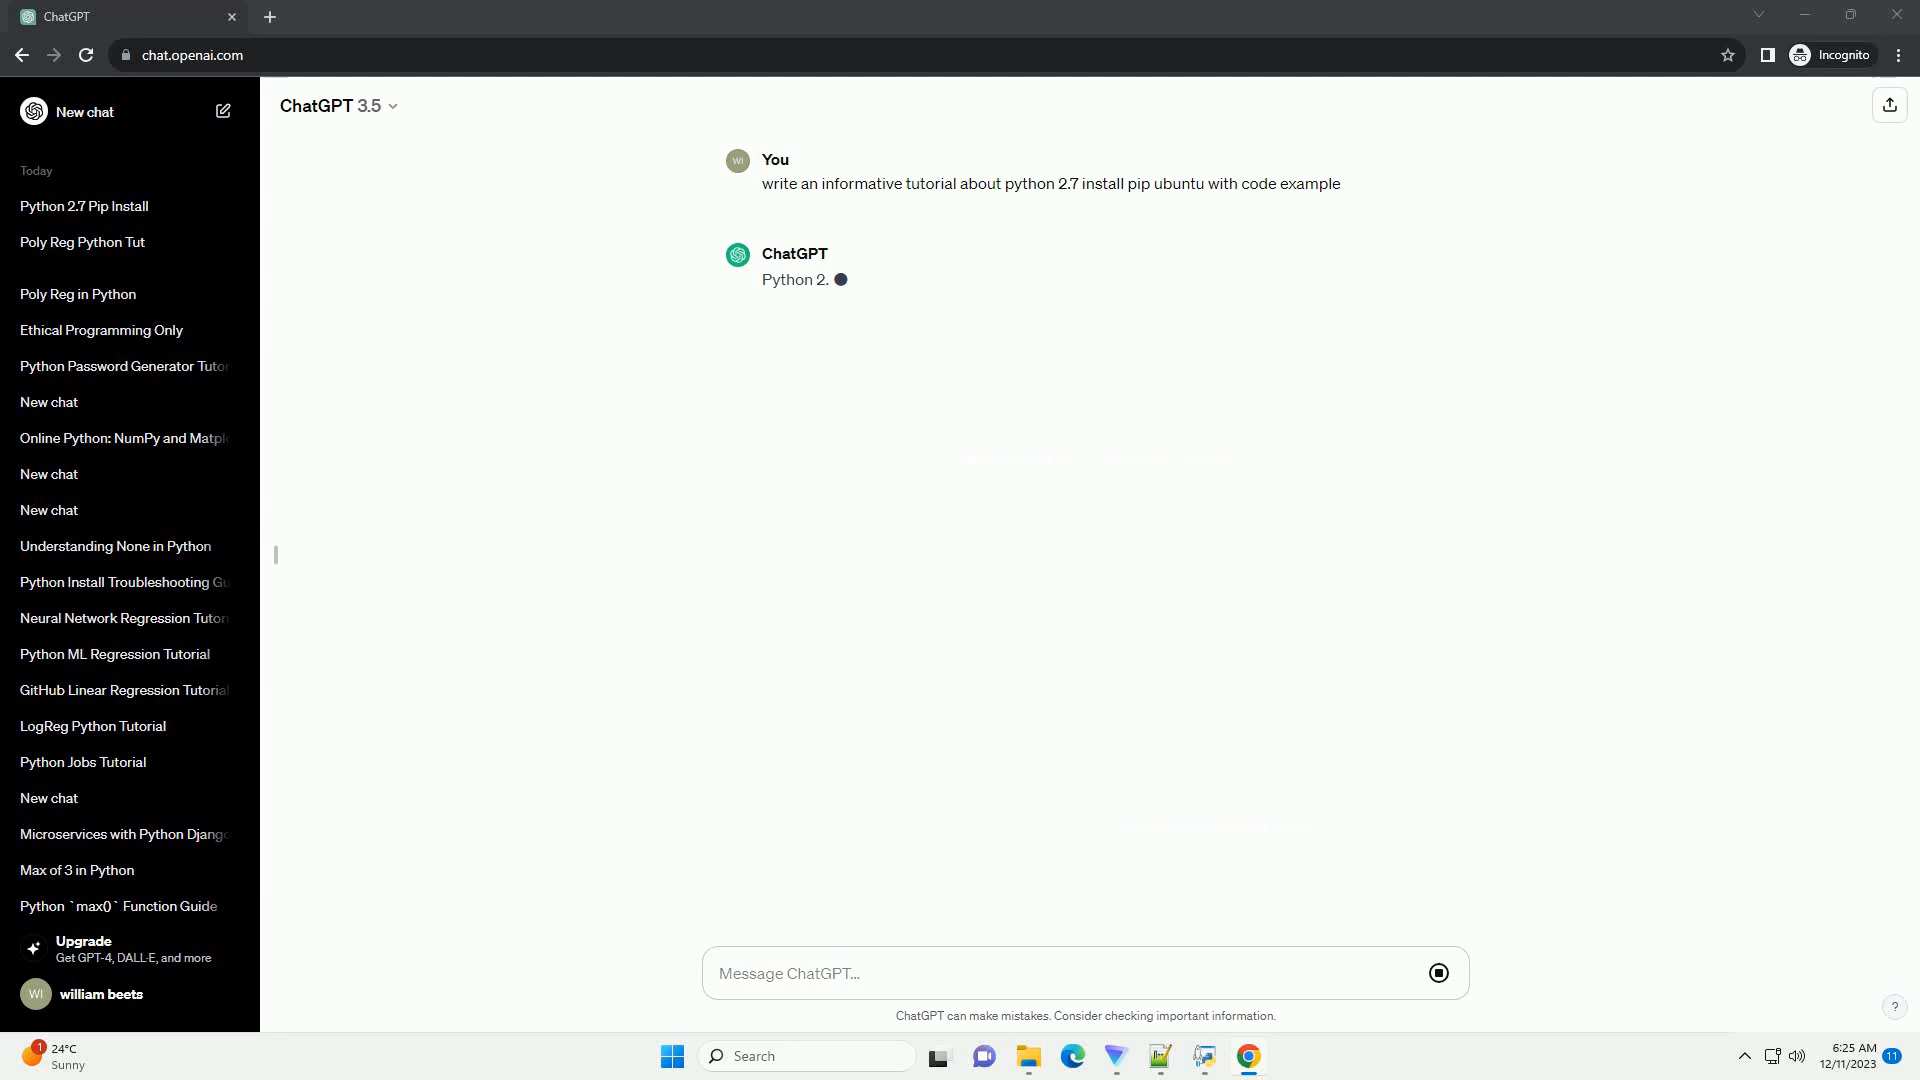 ChatGPT
chat.openai.com
Incognito
New chat
Today
Python 2.7 Pip Install
Poly Reg Python Tut
Poly Reg in Python
Ethical Programming Only
Python Password Generator Tutor
New chat
Online Python: NumPy and Matplo
New chat
New chat
Understanding None in Python
Python Install Troubleshooting Gu
Neural Network Regression Tutori
Python ML Regression Tutorial
GitHub Linear Regression Tutorial
LogReg Python Tutorial
Python Jobs Tutorial
New chat
Microservices with Python Django
Max of 3 in Python
Python `max()` Function Guide
Upgrade
Get GPT-4, DALL·E, and more
WI
william beets
ChatGPT 3.5
WI
You
write an informative tutorial about python 2.7 install pip ubuntu with code example
ChatGPT
Python 2.
Message ChatGPT...
ChatGPT can make mistakes. Consider checking important information.
?
1
24°C
Sunny
Search
6:25 AM
12/11/2023
11